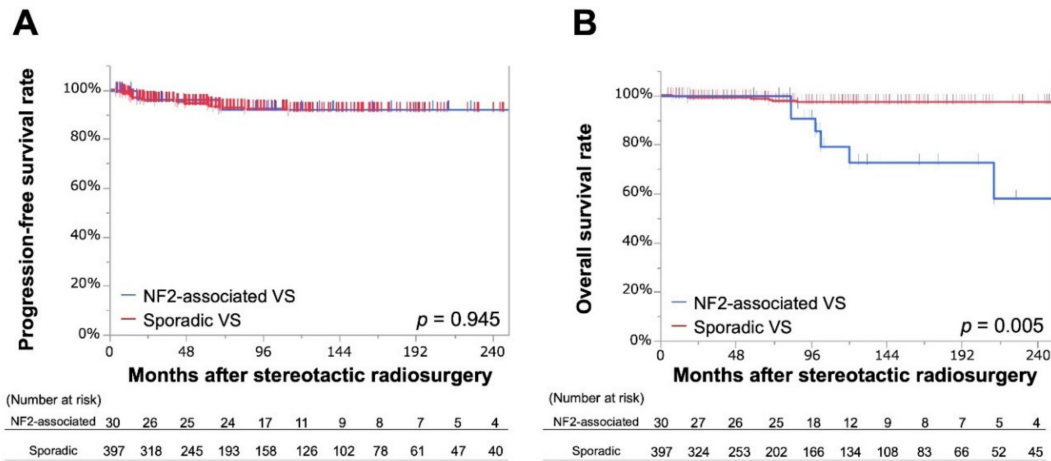 A
Progression-free survival rate
100%
80%
60%
40%
20%
0%
NF2-associated VS
Sporadic VS
p = 0.945
0 48 96 144 192 240
Months after stereotactic radiosurgery
(Number at risk)
NF2-associated 30 26 25 24 17 11 9 8 7 5 4
Sporadic 397 318 245 193 158 126 102 78 61 47 40
B
Overall survival rate
100%
80%
60%
40%
20%
0%
NF2-associated VS
Sporadic VS
p = 0.005
0 48 96 144 192 240
Months after stereotactic radiosurgery
(Number at risk)
NF2-associated 30 27 26 25 18 12 9 8 7 5 4
Sporadic 397 324 253 202 166 134 108 83 66 52 45